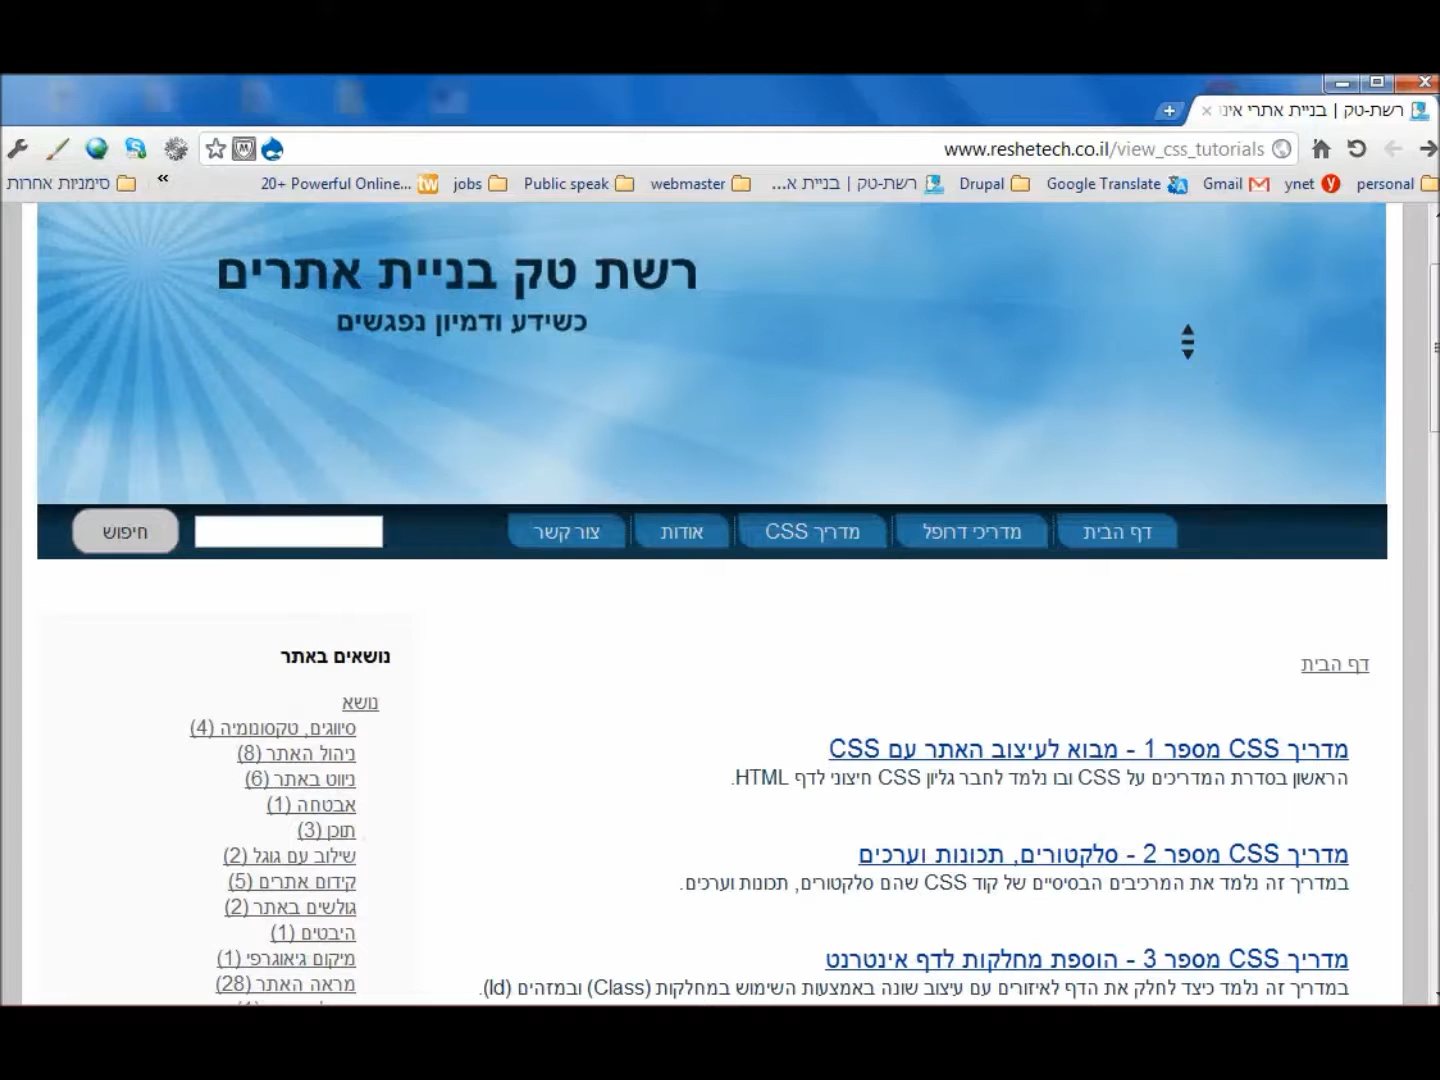 רשת-טק | בניית אתרי אינ
www.reshetech.co.il/view_css_tutorials
personal
ynet
Gmail
Google Translate
Drupal
רשת-טק | בניית א...
webmaster
Public speak
jobs
20+ Powerful Online...
»
סימניות אחרות
רשת טק בניית אתרים
כשידע ודמיון נפגשים
דף הבית
מדריכי דרופל
מדריך CSS
אודות
צור קשר
חיפוש
דף הבית
מדריך CSS מספר 1 - מבוא לעיצוב האתר עם CSS
הראשון בסדרת המדריכים על CSS ובו נלמד לחבר גליון CSS חיצוני לדף HTML.
מדריך CSS מספר 2 - סלקטורים, תכונות וערכים
במדריך זה נלמד את המרכיבים הבסיסיים של קוד CSS שהם סלקטורים, תכונות וערכים.
מדריך CSS מספר 3 - הוספת מחלקות לדף אינטרנט
במדריך זה נלמד כיצד לחלק את הדף לאיזורים עם עיצוב שונה באמצעות השימוש במחלקות (Class) ובמזהים (Id).
נושאים באתר
נושא
סיווגים, טקסונומיה (4)
ניהול האתר (8)
ניווט באתר (6)
אבטחה (1)
תוכן (3)
שילוב עם גוגל (2)
קידום אתרים (5)
גולשים באתר (2)
היבטים (1)
מיקום גיאוגרפי (1)
מראה האתר (28)